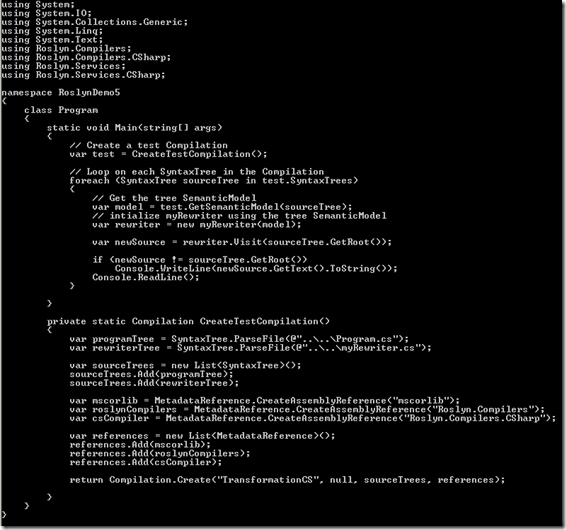 using System;
using System.IO;
using System.Collections.Generic;
using System.Linq;
using System.Text;
using Roslyn.Compilers;
using Roslyn.Compilers.CSharp;
using Roslyn.Services;
using Roslyn.Services.CSharp;

namespace RoslynDemo5
{
    class Program
    {
        static void Main(string[] args)
        {
            // Create a test Compilation
            var test = CreateTestCompilation();

            // Loop on each SyntaxTree in the Compilation
            foreach (SyntaxTree sourceTree in test.SyntaxTrees)
            {
                // Get the tree SemanticModel
                var model = test.GetSemanticModel(sourceTree);
                // intialize myRewriter using the tree SemanticModel
                var rewriter = new myRewriter(model);

                var newSource = rewriter.Visit(sourceTree.GetRoot());

                if (newSource != sourceTree.GetRoot())
                    Console.WriteLine(newSource.GetText().ToString());
                Console.ReadLine();
            }

        }

        private static Compilation CreateTestCompilation()
        {
            var programTree = SyntaxTree.ParseFile(@"..\..\Program.cs");
            var rewriterTree = SyntaxTree.ParseFile(@"..\..\myRewriter.cs");

            var sourceTrees = new List<SyntaxTree>();
            sourceTrees.Add(programTree);
            sourceTrees.Add(rewriterTree);

            var mscorlib = MetadataReference.CreateAssemblyReference("mscorlib");
            var roslynCompilers = MetadataReference.CreateAssemblyReference("Roslyn.Compilers");
            var csCompiler = MetadataReference.CreateAssemblyReference("Roslyn.Compilers.CSharp");

            var references = new List<MetadataReference>();
            references.Add(mscorlib);
            references.Add(roslynCompilers);
            references.Add(csCompiler);

            return Compilation.Create("TransformationCS", null, sourceTrees, references);

        }
    }
}